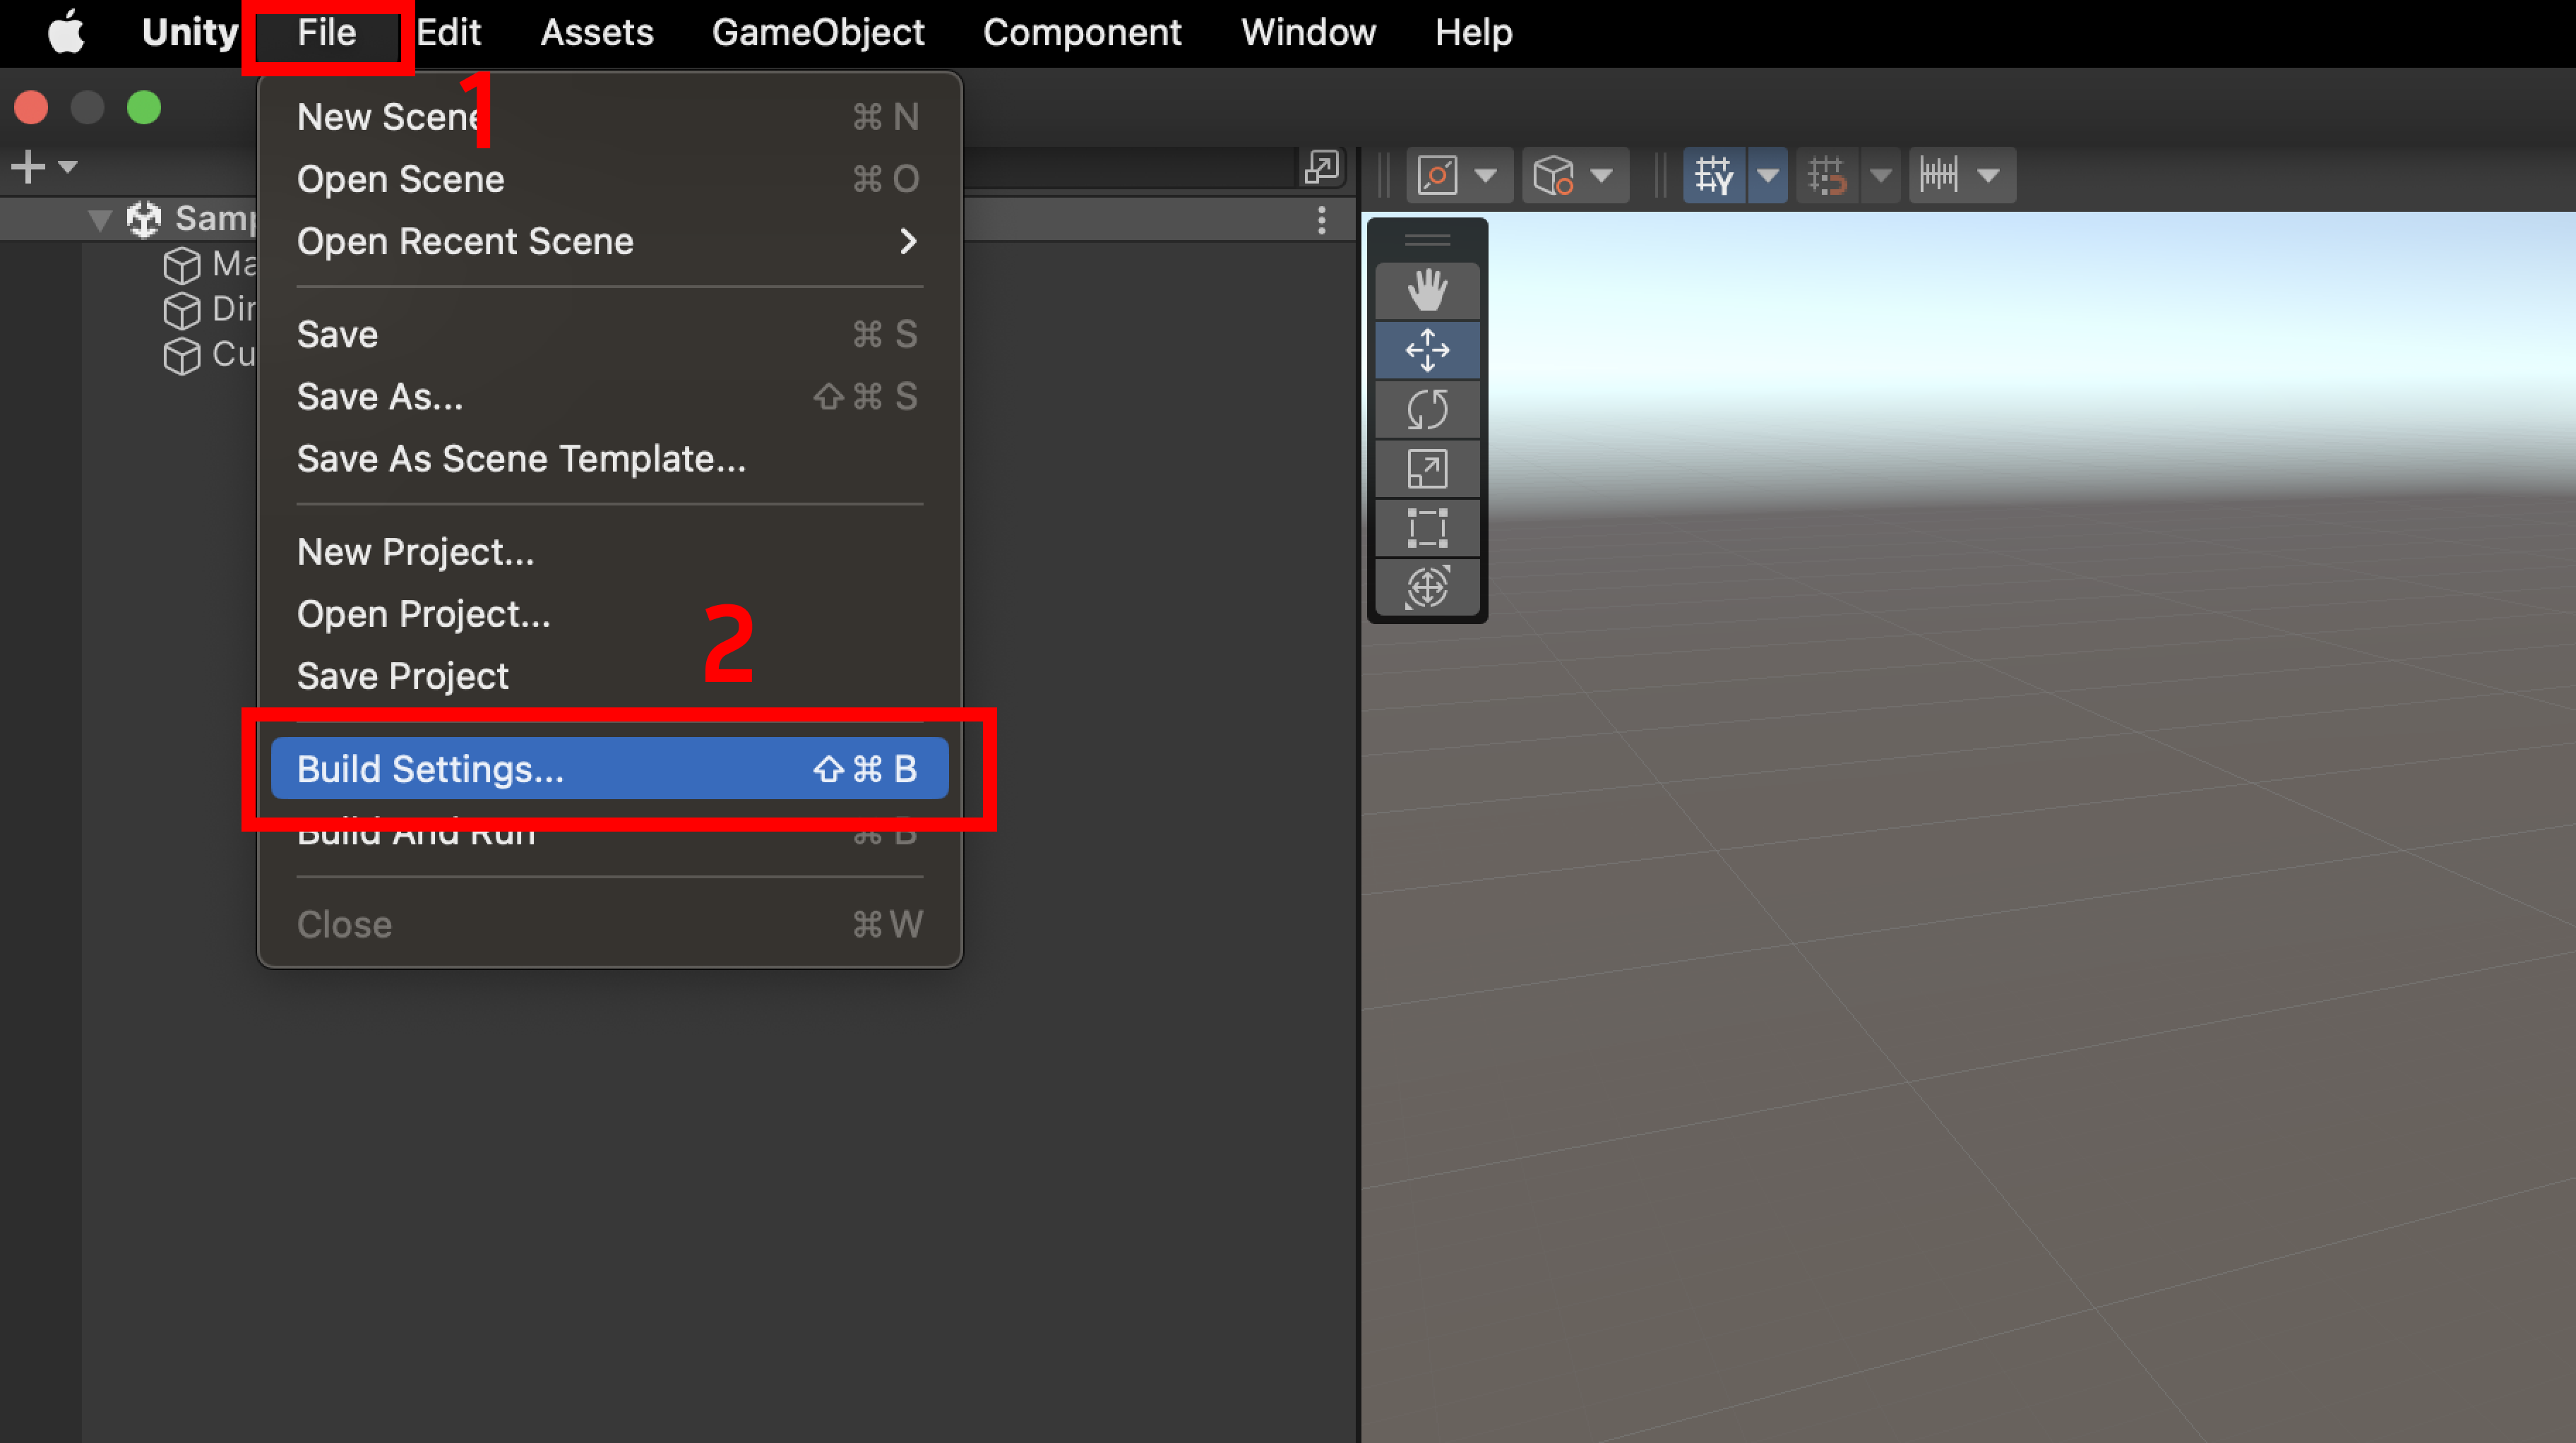 Unity File Edit Assets GameObject Component Window Help
1
New Scene ⌘ N
Open Scene ⌘ O
Samp
Open Recent Scene
Ma
Dir
Save ⌘ S
Cu
Save As... ⇧ ⌘ S
Save As Scene Template...
New Project...
Open Project...
2
Save Project
Build Settings... ⇧ ⌘ B
Build And Run ⌘ B
Close ⌘ W